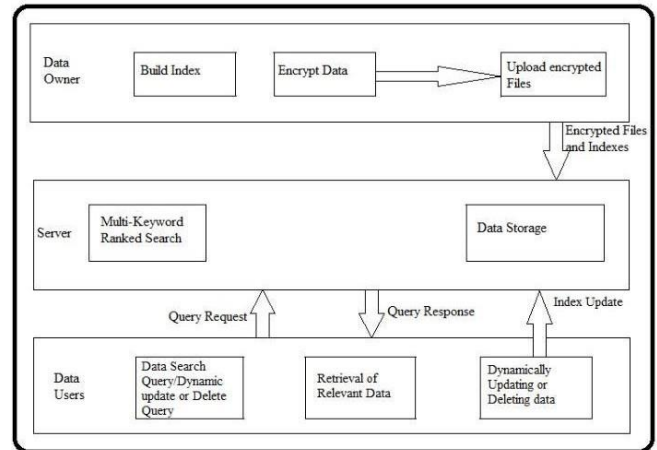 Data
Owner
Build Index
Encrypt Data
Upload encrypted
Files
Encrypted Files
and Indexes
Server
Multi-Keyword
Ranked Search
Data Storage
Query Request
Query Response
Index Update
Data
Users
Data Search
Query/Dynamic
update or Delete
Query
Retrieval of
Relevant Data
Dynamically
Updating or
Deleting data